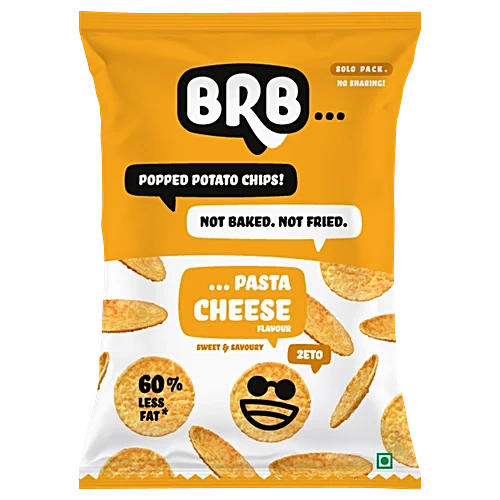 BRB...
SOLO PACK.
NO SHARING!
POPPED POTATO CHIPS!
NOT BAKED. NOT FRIED.
... PASTA
CHEESE
FLAVOUR
SWEET & SAVOURY
2ETO
60%
LESS
FAT*